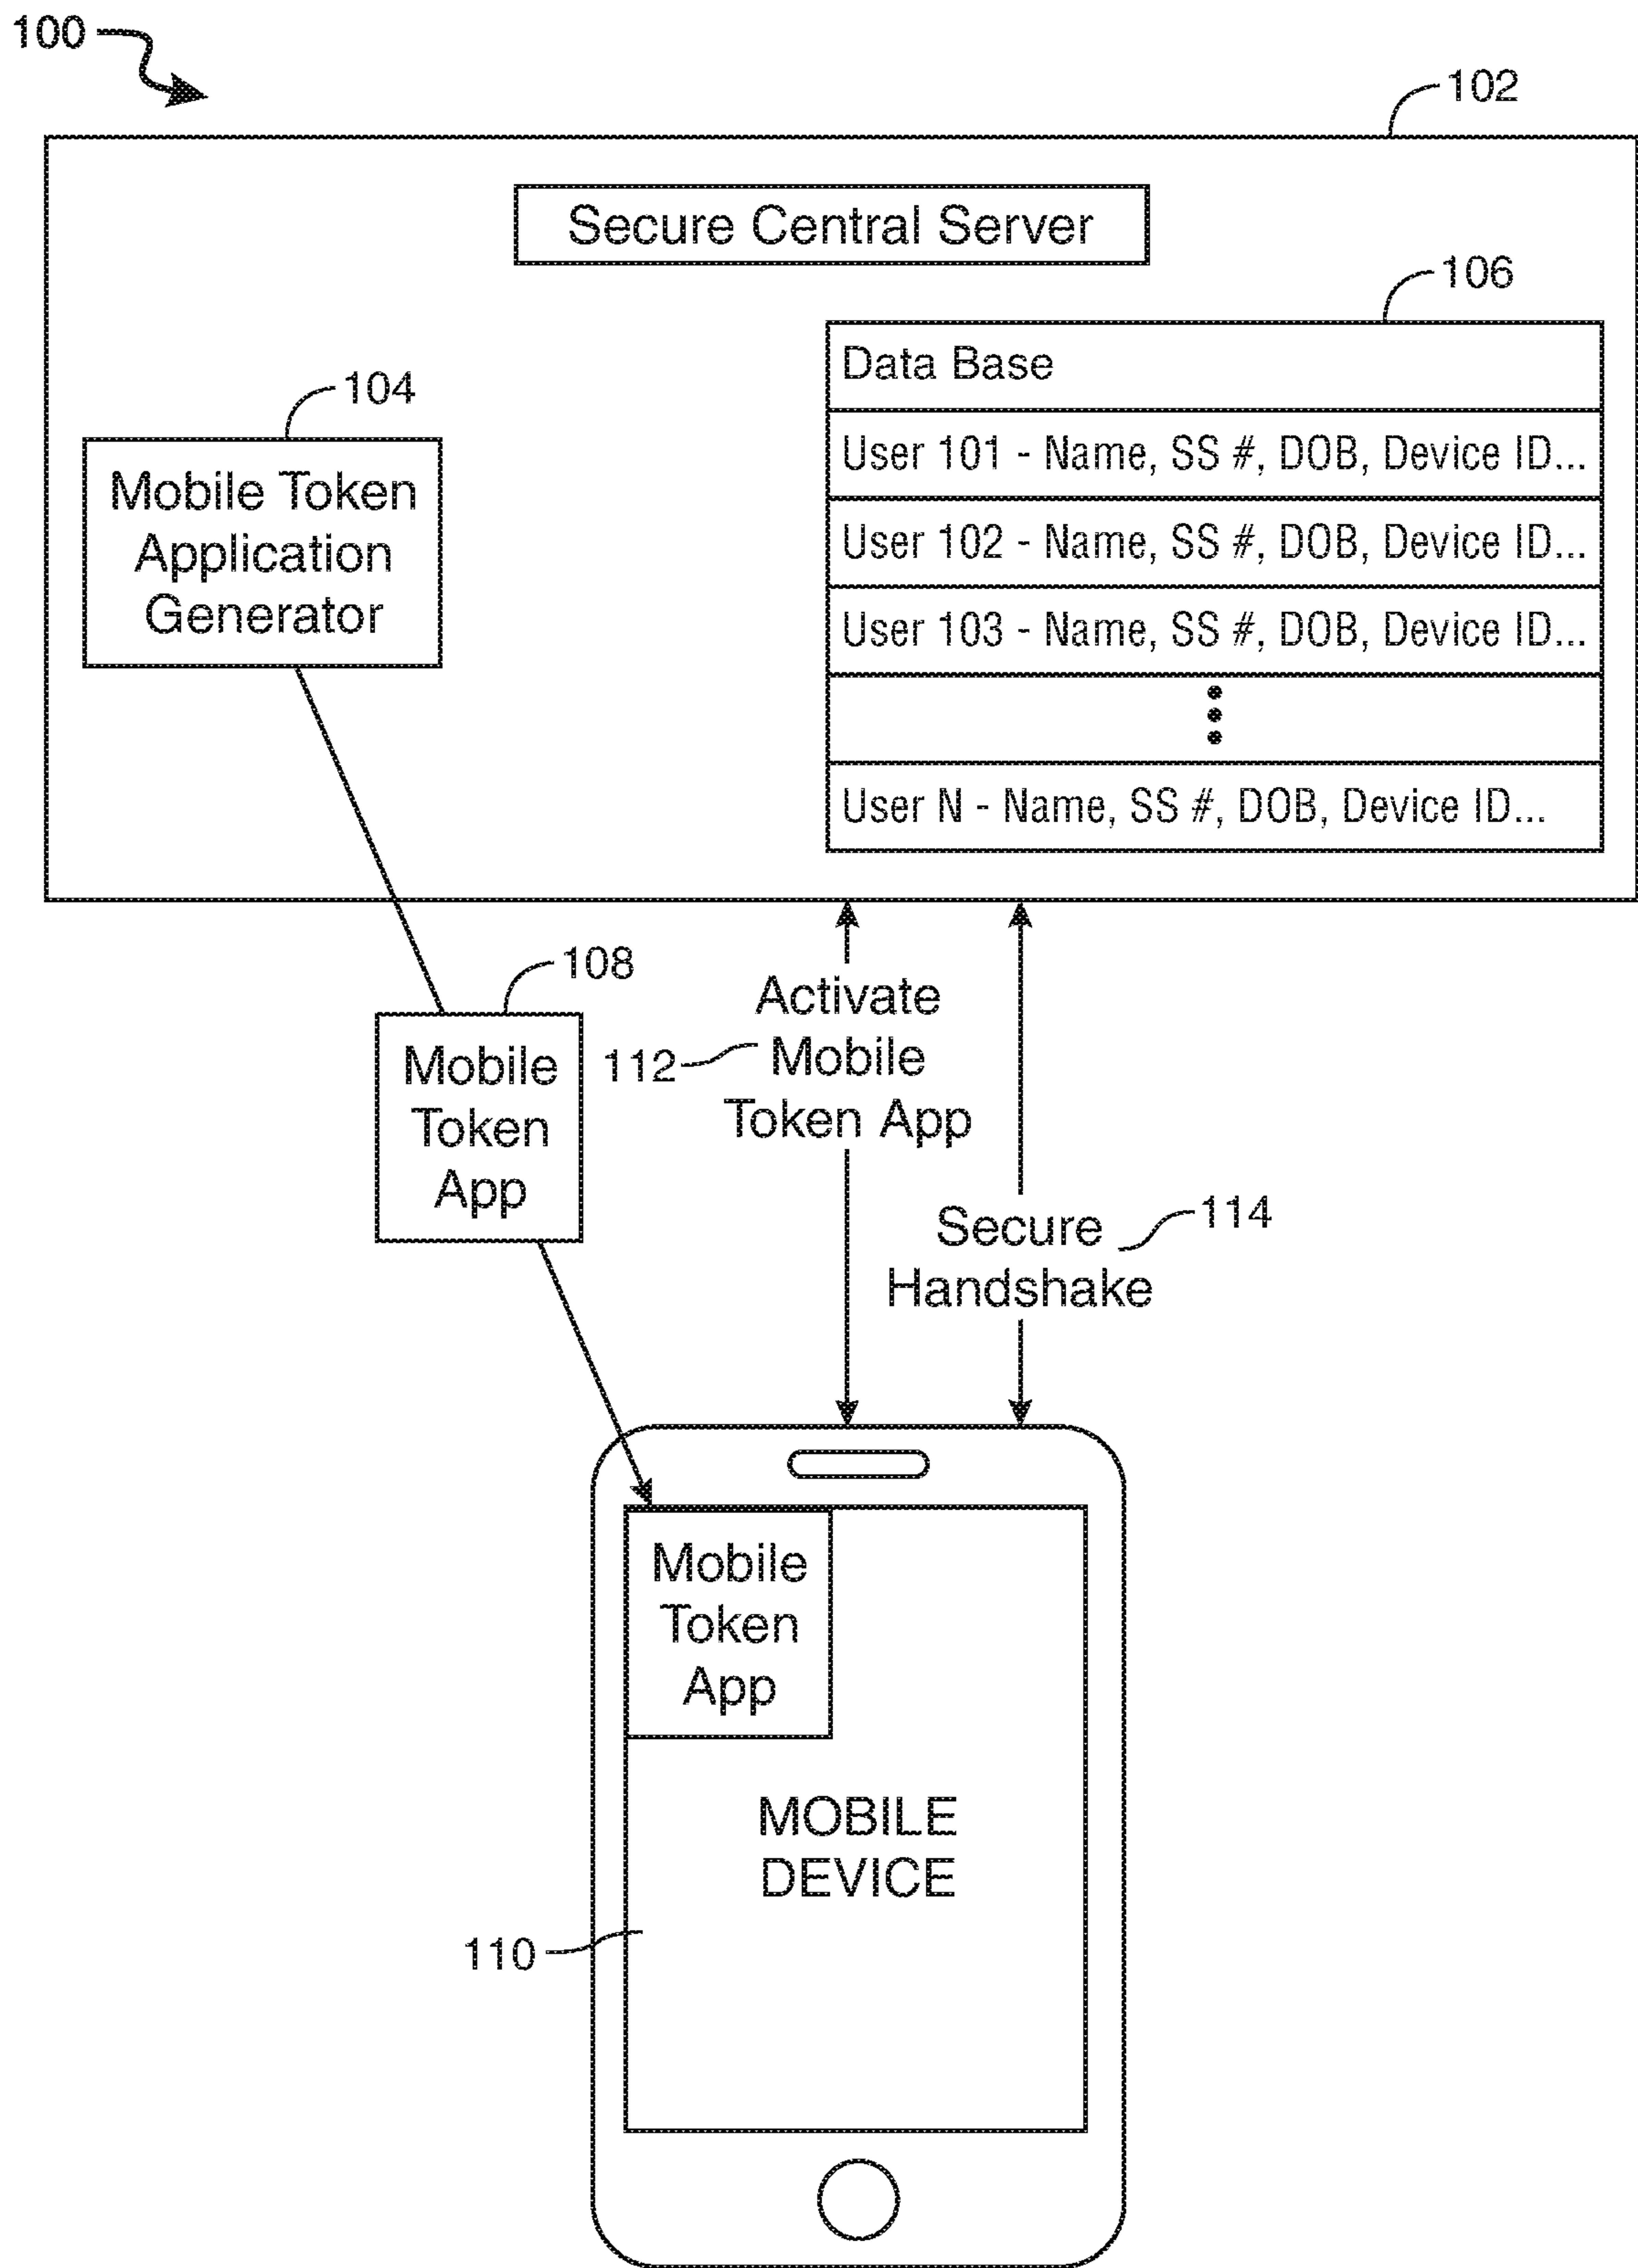 100
102
Secure Central Server
106
Data Base
104
User 101 - Name, SS #, DOB, Device ID...
Mobile Token
Application
Generator
User 102 - Name, SS #, DOB, Device ID...
User 103 - Name, SS #, DOB, Device ID...
User N - Name, SS #, DOB, Device ID...
108
Mobile
Token
App
Activate
112
Mobile
Token App
114
Secure
Handshake
Mobile
Token
App
MOBILE
DEVICE
110